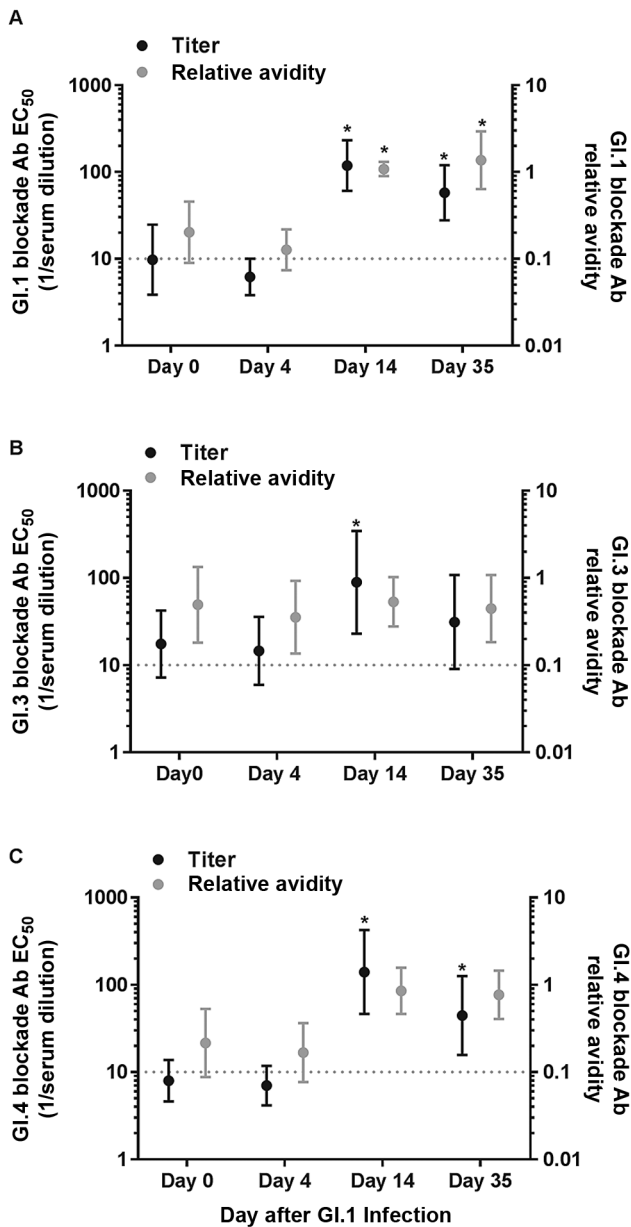 A
Titer
Relative avidity
GI.1 blockade Ab EC50
(1/serum dilution)
1000
100
10
1
10
1
0.1
0.01
GI.1 blockade Ab
relative avidity
* * * *
Day 0 Day 4 Day 14 Day 35
B
Titer
Relative avidity
GI.3 blockade Ab EC50
(1/serum dilution)
1000
100
10
1
10
1
0.1
0.01
GI.3 blockade Ab
relative avidity
*
Day0 Day 4 Day 14 Day 35
C
Titer
Relative avidity
GI.4 blockade Ab EC50
(1/serum dilution)
1000
100
10
1
10
1
0.1
0.01
GI.4 blockade Ab
relative avidity
* *
Day 0 Day 4 Day 14 Day 35
Day after GI.1 Infection